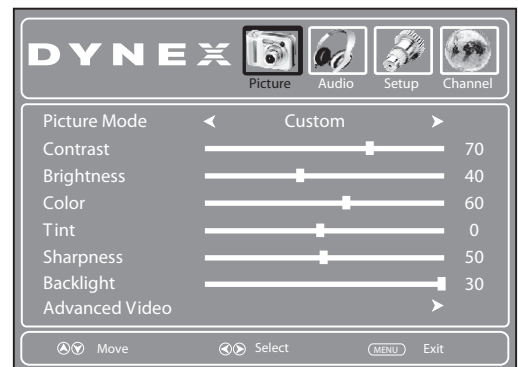 DYNEX
Picture Audio Setup Channel
Picture Mode Custom
Contrast 70
Brightness 40
Color 60
Tint 0
Sharpness 50
Backlight 30
Advanced Video
Move Select MENU Exit